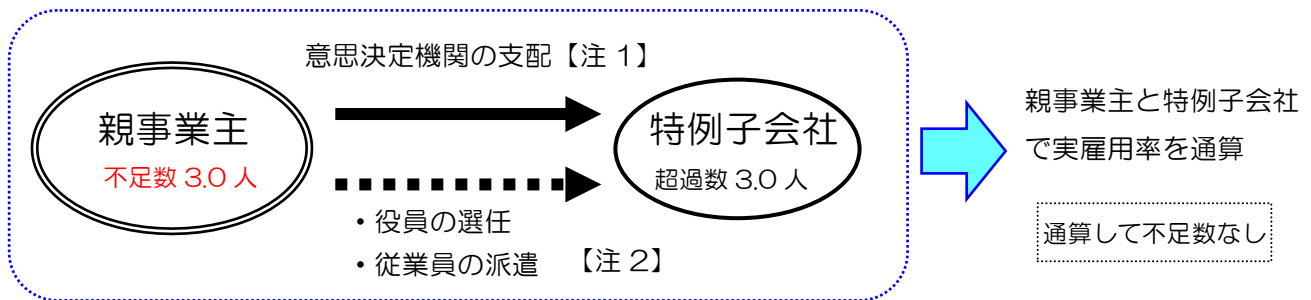 意思決定機関の支配【注 1】
親事業主
不足数 3.0 人
特例子会社
超過数 3.0 人
・役員の選任
・従業員の派遣 【注 2】
親事業主と特例子会社
で実雇用率を通算
通算して不足数なし